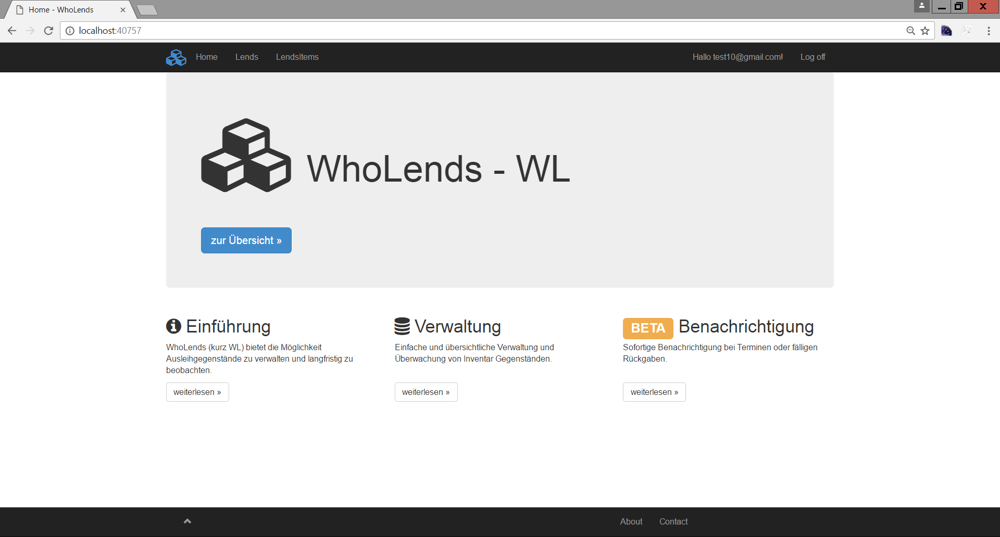 Home - WhoLends
localhost:40757
Home Lends LendsItems Hallo test10@gmail.com! Log off
WhoLends - WL
zur Übersicht »
Einführung
WhoLends (kurz WL) bietet die Möglichkeit
Ausleihgegenstände zu verwalten und langfristig zu
beobachten.
weiterlesen »
Verwaltung
Einfache und übersichtliche Verwaltung und
Überwachung von Inventar Gegenständen.
weiterlesen »
BETA Benachrichtigung
Sofortige Benachrichtigung bei Terminen oder fälligen
Rückgaben.
weiterlesen »
About Contact